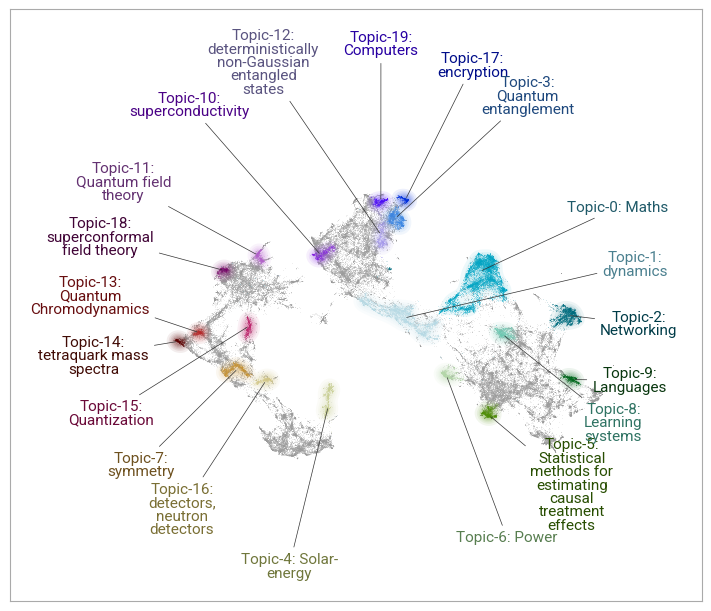 Topic-12:
deterministically
non-Gaussian
entangled
states
Topic-19:
Computers
Topic-17:
encryption
Topic-3:
Quantum
entanglement
Topic-10:
superconductivity
Topic-11:
Quantum field
theory
Topic-0: Maths
Topic-18:
superconformal
field theory
Topic-1:
dynamics
Topic-13:
Quantum
Chromodynamics
Topic-2:
Networking
Topic-14:
tetraquark mass
spectra
Topic-9:
Languages
Topic-15:
Quantization
Topic-8:
Learning
systems
Topic-5:
Statistical
methods for
estimating
causal
treatment
effects
Topic-7:
symmetry
Topic-16:
detectors,
neutron
detectors
Topic-6: Power
Topic-4: Solar-
energy